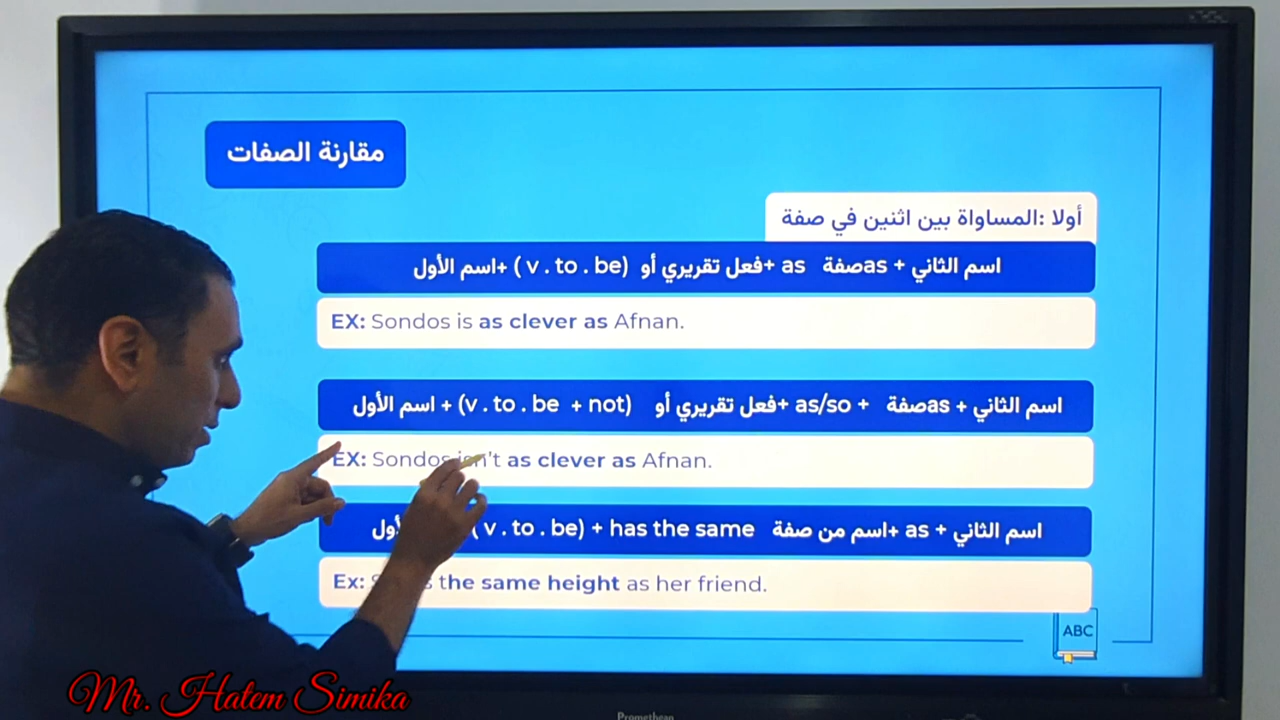 مقارنة الصفات
أولا :المساواة بين اثنين في صفة
اسم الأول+ ( v . to . be) فعل تقريري أو+ as صفةas + اسم الثاني
EX: Sondos is as clever as Afnan.
اسم الأول + (v . to . be + not) فعل تقريري أو+ as/so + صفةas + اسم الثاني
EX: Sondos isn't as clever as Afnan.
( v . to . be) + has the same اسم من صفة+ as + اسم الثاني
Ex: the same height as her friend.
ABC
Mr. Hatem Simika
Promethean